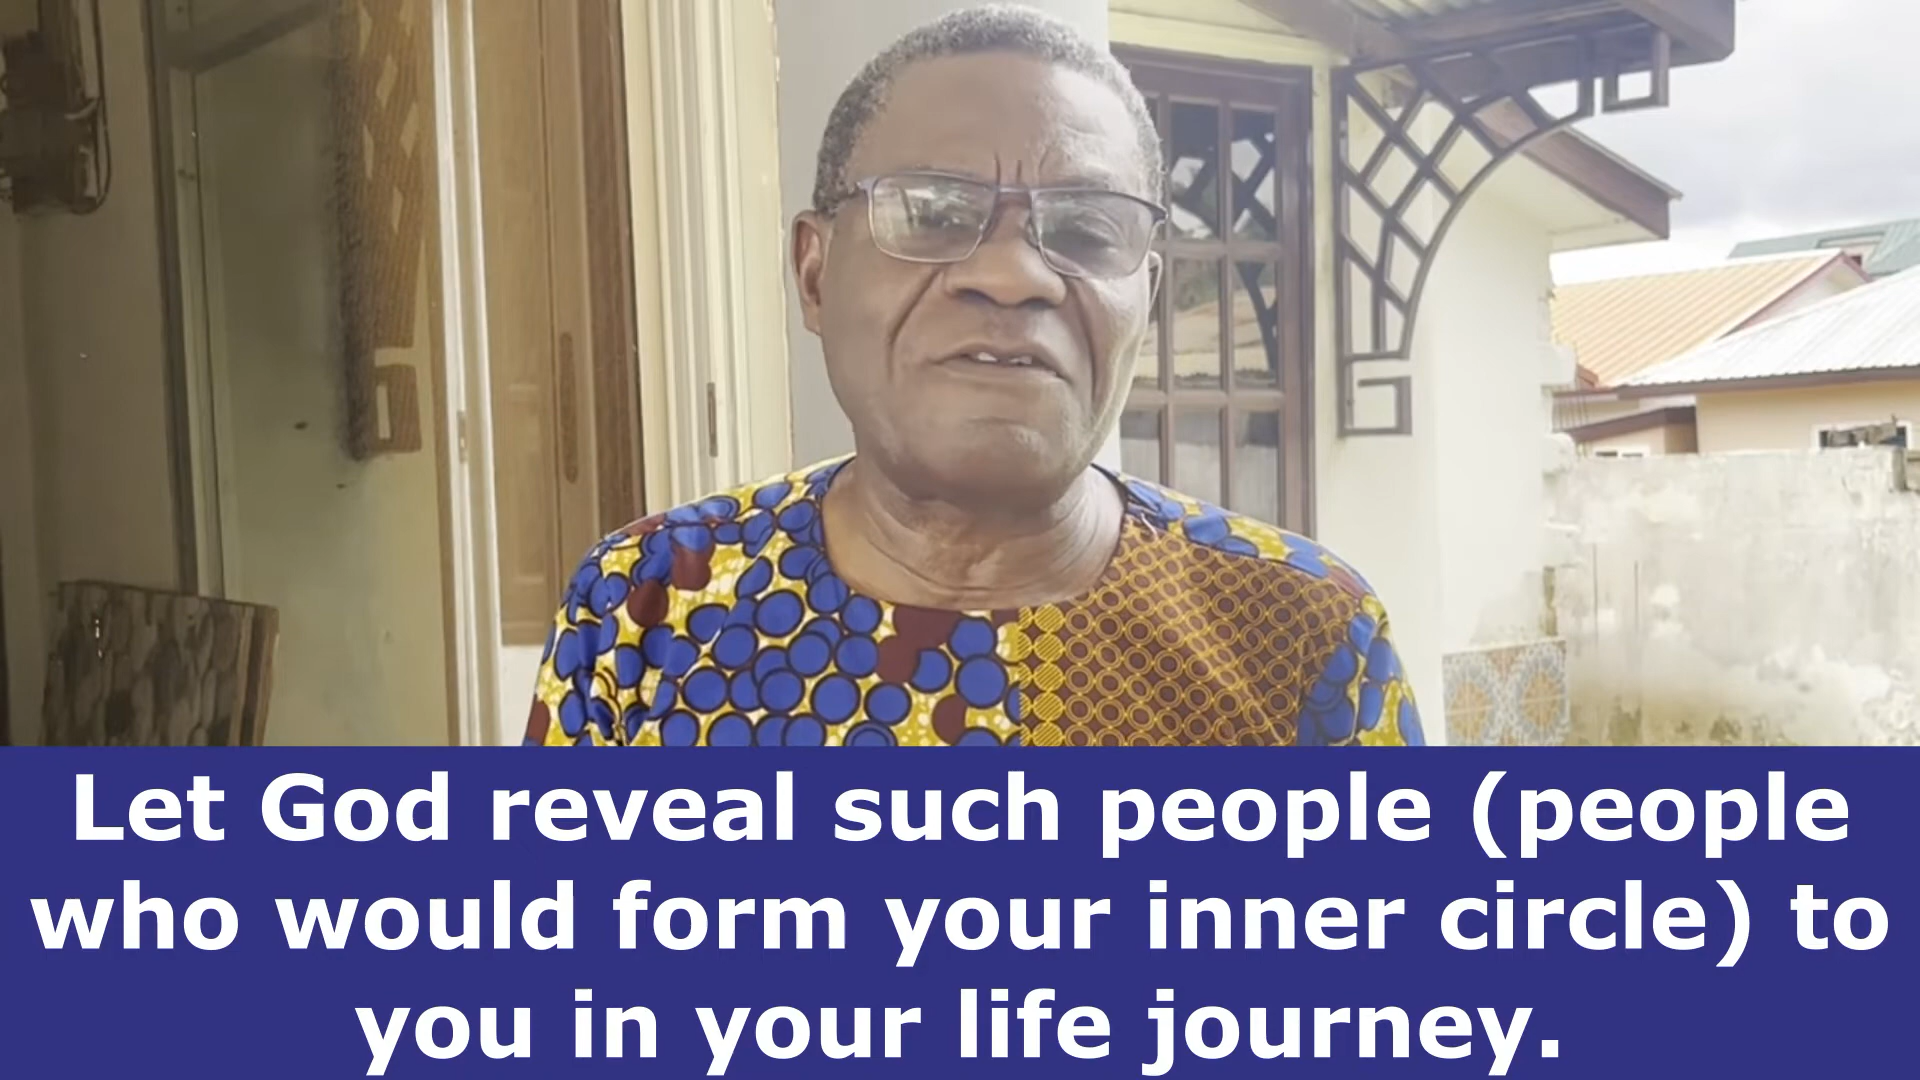 Let God reveal such people (people
who would form your inner circle) to
you in your life journey.